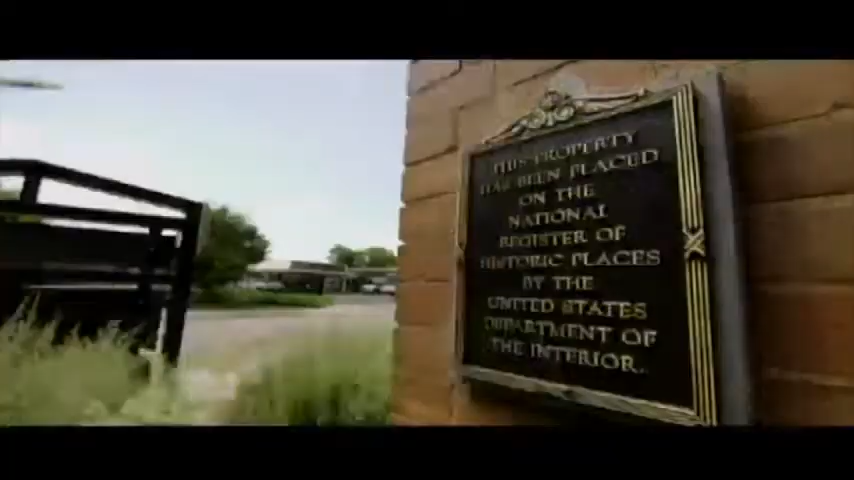 THIS PROPERTY
HAS BEEN PLACED
ON THE
NATIONAL
REGISTER OF
HISTORIC PLACES
BY THE
UNITED STATES
DEPARTMENT OF
THE INTERIOR.